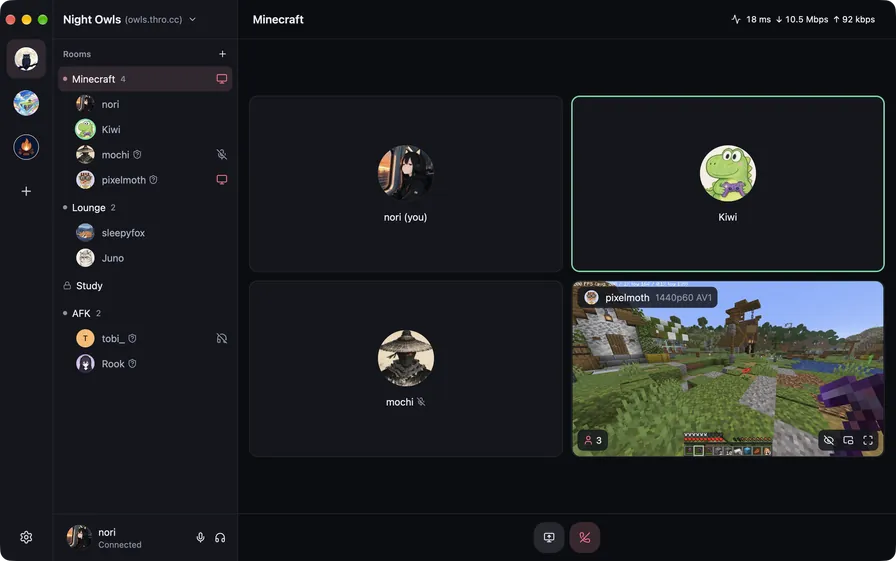 Night Owls (owls.thro.cc)
Minecraft
18 ms ↓ 10.5 Mbps ↑ 92 kbps
Rooms
Minecraft 4
nori
Kiwi
mochi
pixelmoth
Lounge 2
sleepyfox
Juno
Study
AFK 2
T tobi_
Rook
nori (you)
Kiwi
mochi
pixelmoth 1440p60 AV1
3
nori
Connected